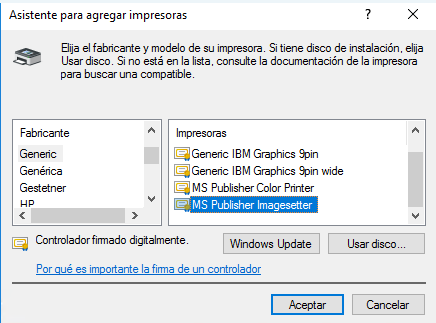 Asistente para agregar impresoras
Elija el fabricante y modelo de su impresora. Si tiene disco de instalación, elija
Usar disco. Si no está en la lista, consulte la documentación de la impresora
para buscar una compatible.
Fabricante
Generic
Genérica
Gestetner
HP
Impresoras
Generic IBM Graphics 9pin
Generic IBM Graphics 9pin wide
MS Publisher Color Printer
MS Publisher Imagesetter
Controlador firmado digitalmente.
Windows Update
Usar disco...
Por qué es importante la firma de un controlador
Aceptar
Cancelar